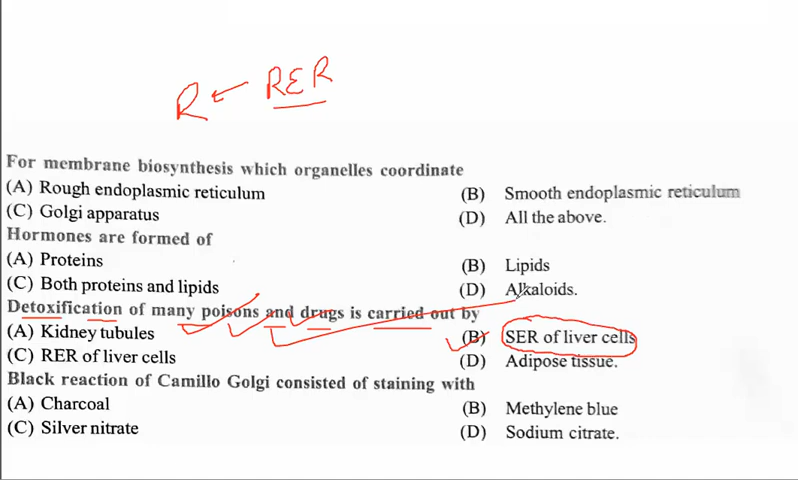 R ← RER
For membrane biosynthesis which organelles coordinate
(A) Rough endoplasmic reticulum (B) Smooth endoplasmic reticulum
(C) Golgi apparatus (D) All the above.
Hormones are formed of
(A) Proteins (B) Lipids
(C) Both proteins and lipids (D) Alkaloids.
Detoxification of many poisons and drugs is carried out by
(A) Kidney tubules (B) SER of liver cells
(C) RER of liver cells (D) Adipose tissue.
Black reaction of Camillo Golgi consisted of staining with
(A) Charcoal (B) Methylene blue
(C) Silver nitrate (D) Sodium citrate.